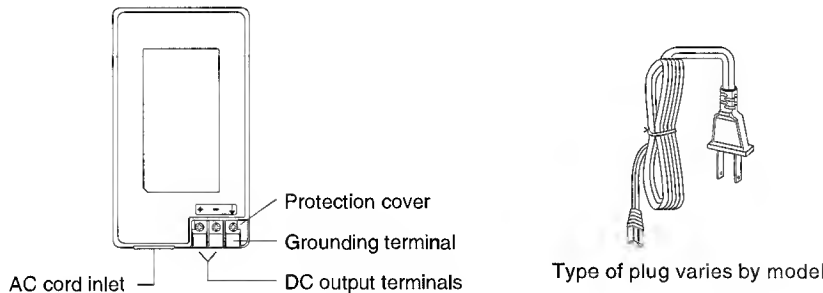 + -
Protection cover
Grounding terminal
AC cord inlet
DC output terminals
Type of plug varies by model